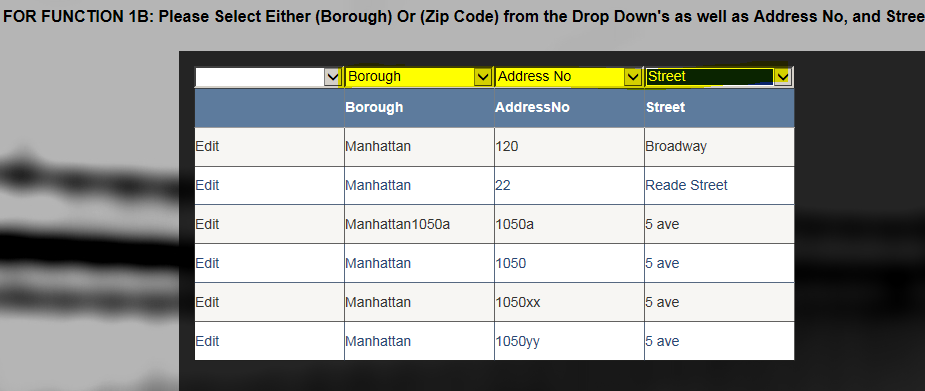 FOR FUNCTION 1B: Please Select Either (Borough) Or (Zip Code) from the Drop Down's as well as Address No, and Stree
Borough Address No Street
Borough AddressNo Street
Edit Manhattan 120 Broadway
Edit Manhattan 22 Reade Street
Edit Manhattan1050a 1050a 5 ave
Edit Manhattan 1050 5 ave
Edit Manhattan 1050xx 5 ave
Edit Manhattan 1050yy 5 ave